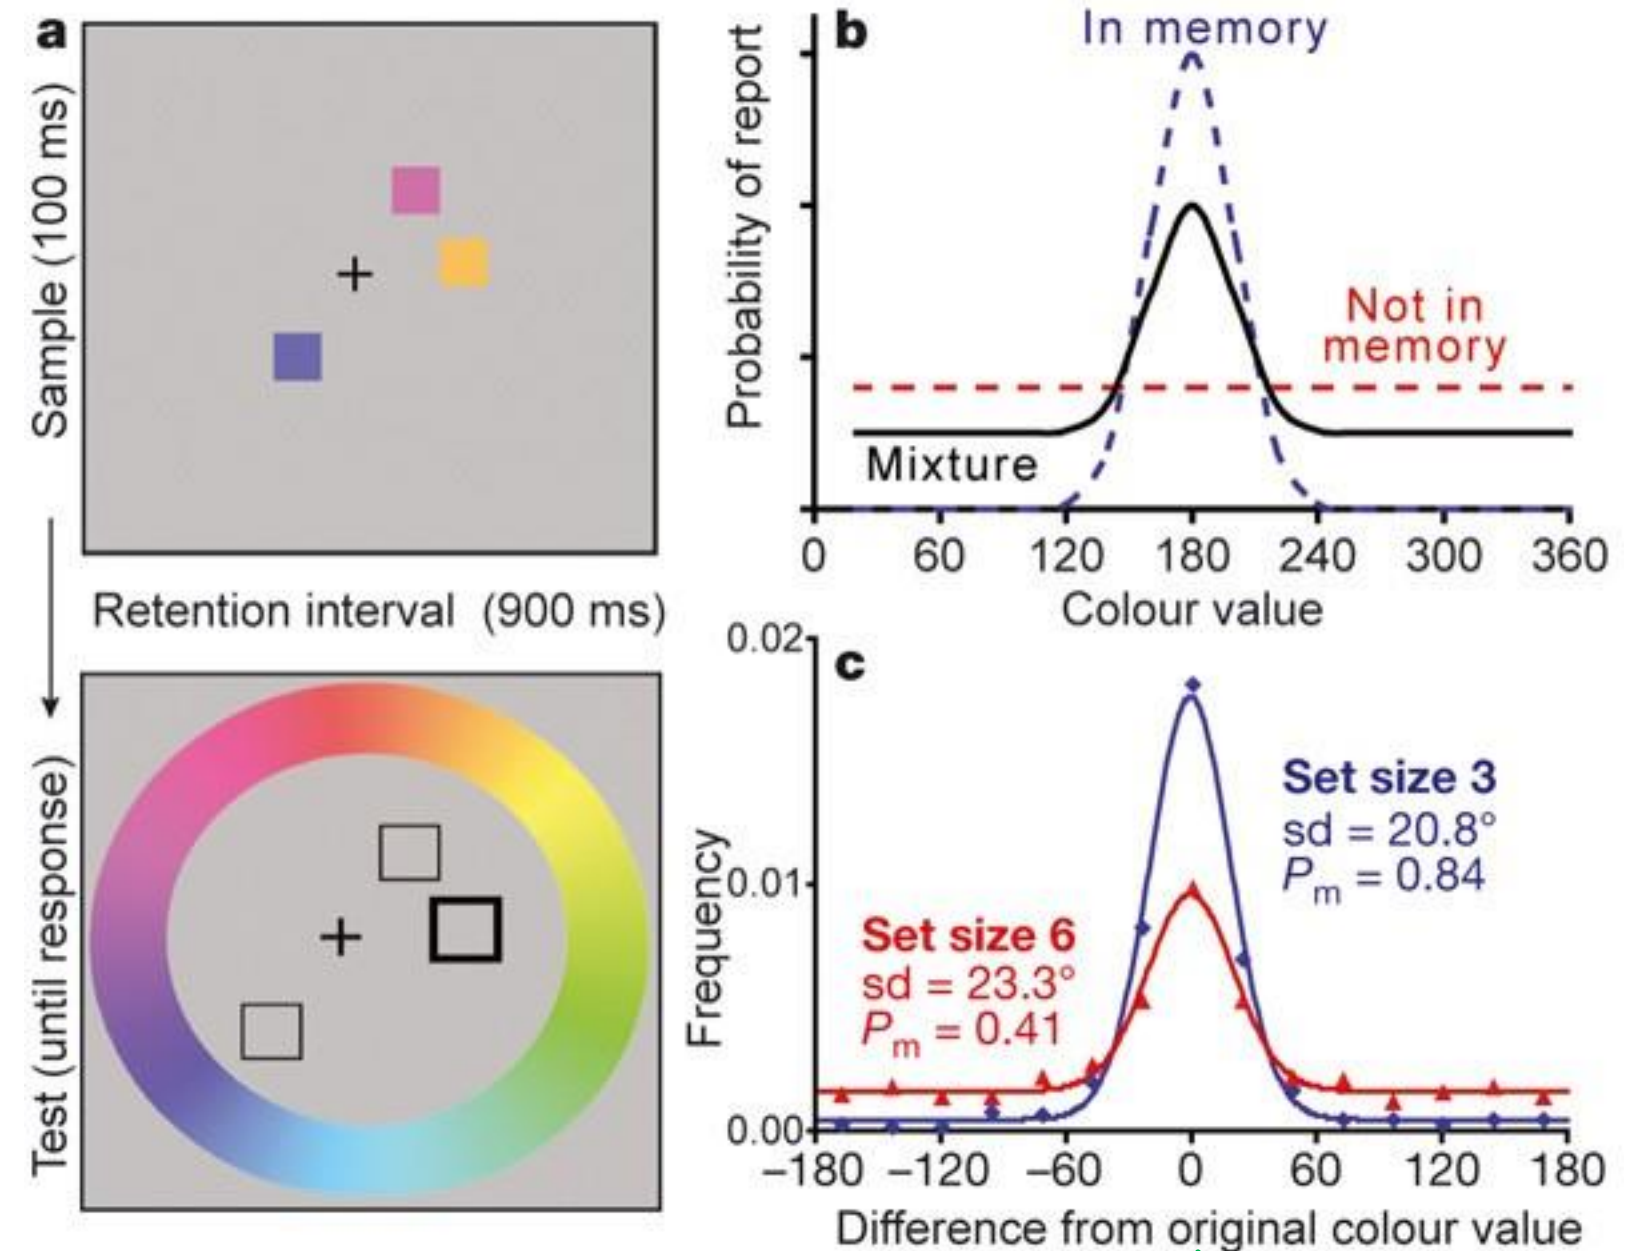 a
Sample (100 ms)
Retention interval (900 ms)
Test (until response)
b
In memory
Not in
memory
Mixture
Probability of report
0 60 120 180 240 300 360
Colour value
c
0.02
0.01
0.00
Frequency
Set size 3
sd = 20.8°
Pm = 0.84
Set size 6
sd = 23.3°
Pm = 0.41
−180 −120 −60 0 60 120 180
Difference from original colour value